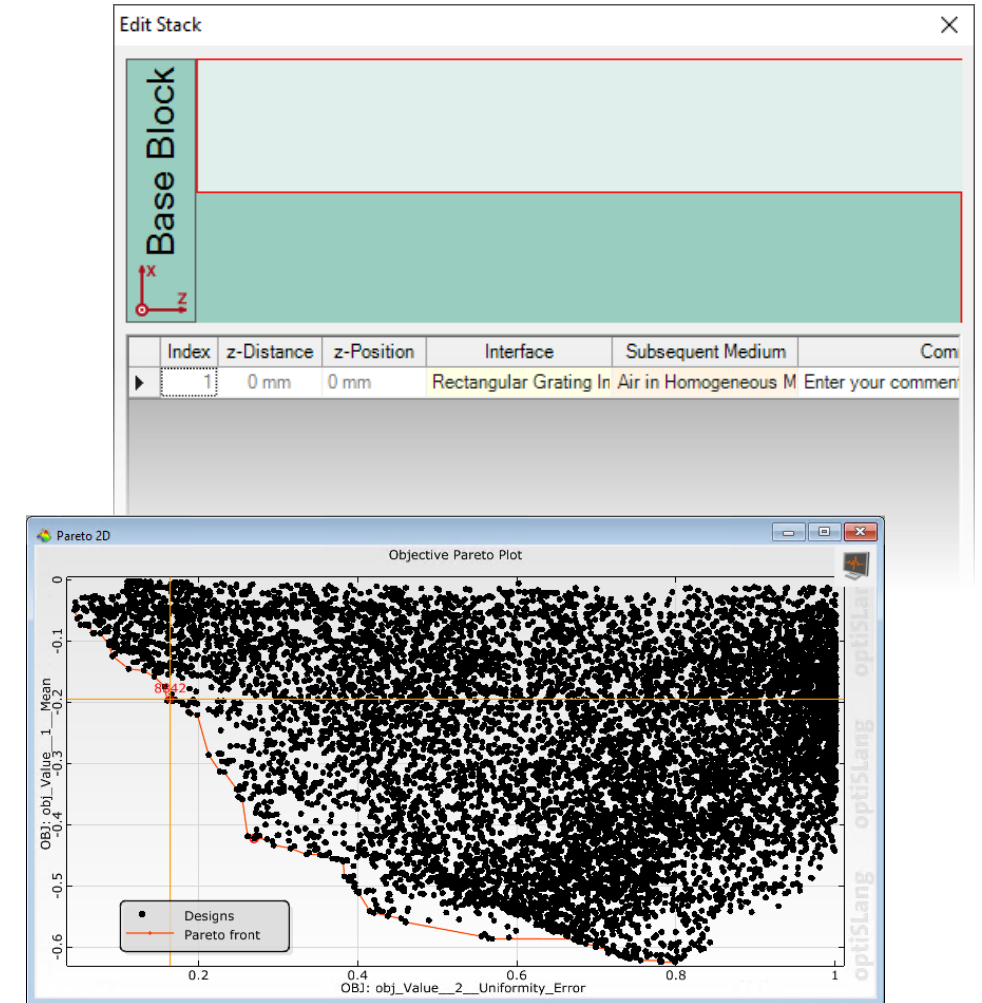 Edit Stack
Base Block
X
Z
Index z-Distance z-Position Interface Subsequent Medium Com
1 0 mm 0 mm Rectangular Grating In Air in Homogeneous M Enter your commen
Pareto 2D
Objective Pareto Plot
OBJ: obj_Value__1__Mean
0
-0.1
-0.2
-0.3
-0.4
-0.5
-0.6
Designs
Pareto front
0.2 0.4 0.6 0.8 1
OBJ: obj_Value__2__Uniformity_Error
optiSLang
optiSLang
optiSLan